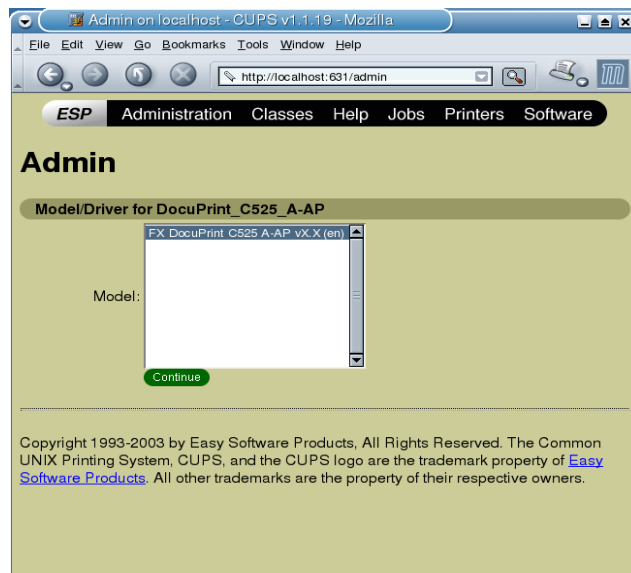 Admin on localhost - CUPS v1.1.19 - Mozilla
File Edit View Go Bookmarks Tools Window Help
http://localhost:631/admin
ESP Administration Classes Help Jobs Printers Software
Admin
Model/Driver for DocuPrint_C525_A-AP
FX DocuPrint C525 A-AP vX.X (en)
Model:
Continue
Copyright 1993-2003 by Easy Software Products, All Rights Reserved. The Common
UNIX Printing System, CUPS, and the CUPS logo are the trademark property of Easy
Software Products. All other trademarks are the property of their respective owners.